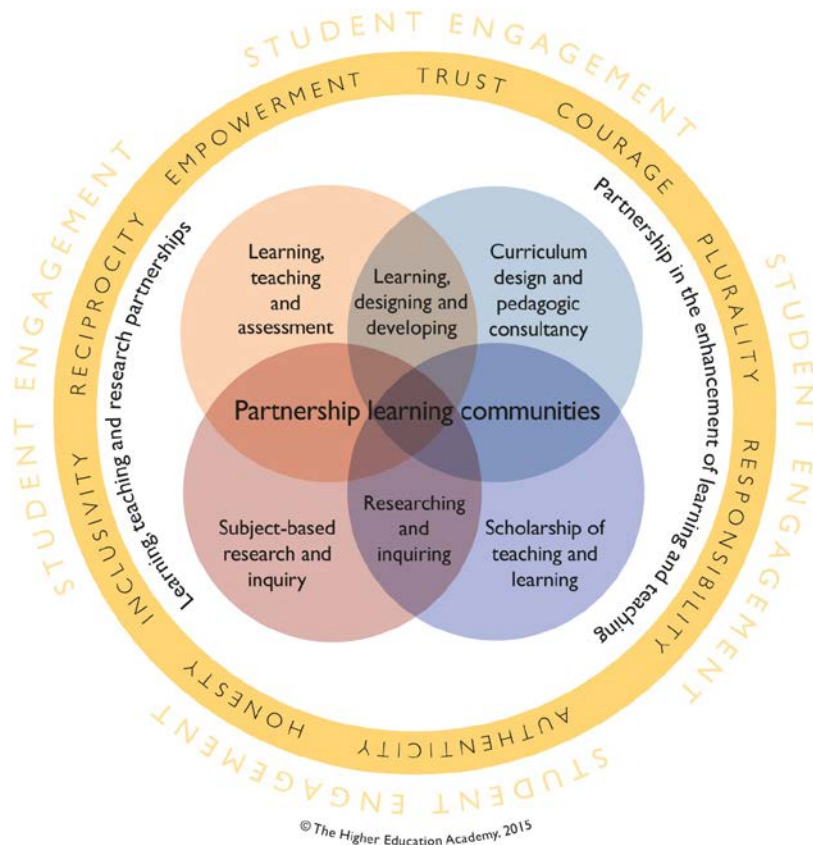 STUDENT ENGAGEMENT
STUDENT ENGAGEMENT
STUDENT ENGAGEMENT
STUDENT ENGAGEMENT
EMPOWERMENT
TRUST
COURAGE
PLURALITY
RESPONSIBILITY
AUTHENTICITY
HONESTY
INCLUSIVITY
RECIPROCITY
Learning, teaching and research partnerships
Partnership in the enhancement of learning and teaching
Learning,
teaching
and
assessment
Learning,
designing and
developing
Curriculum
design and
pedagogic
consultancy
Partnership learning communities
Subject-based
research and
inquiry
Researching
and
inquiring
Scholarship of
teaching and
learning
© The Higher Education Academy, 2015